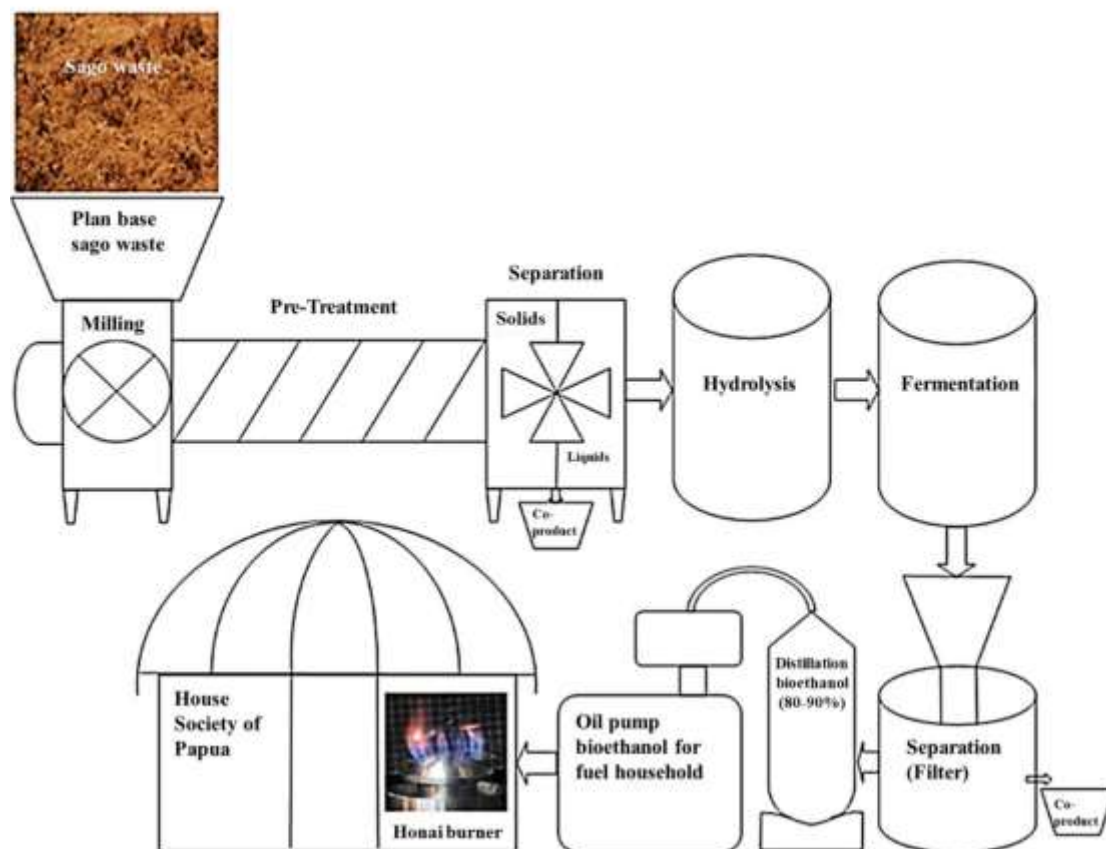 Sago waste
Plan base
sago waste
Milling
Pre-Treatment
Separation
Solids
Liquids
Co-
product
Hydrolysis
Fermentation
House
Society of
Papua
Honai burner
Oil pump
bioethanol for
fuel household
Distillation
bioethanol
(80-90%)
Separation
(Filter)
Co-
product